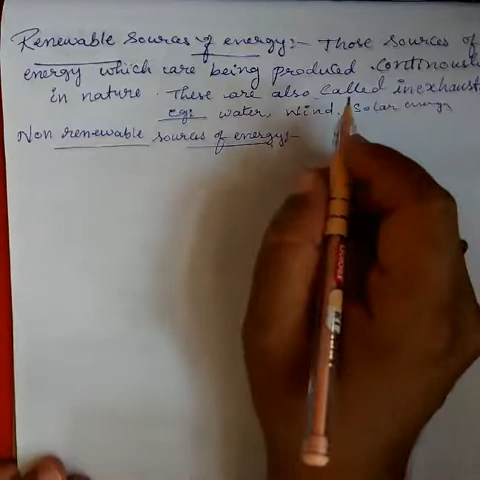 Renewable Sources of energy:- Those sources of
energy which are being produced continously
in nature. These are also called inexhaust
eg:- water, wind, Solar energy
Non renewable sources of energy:-